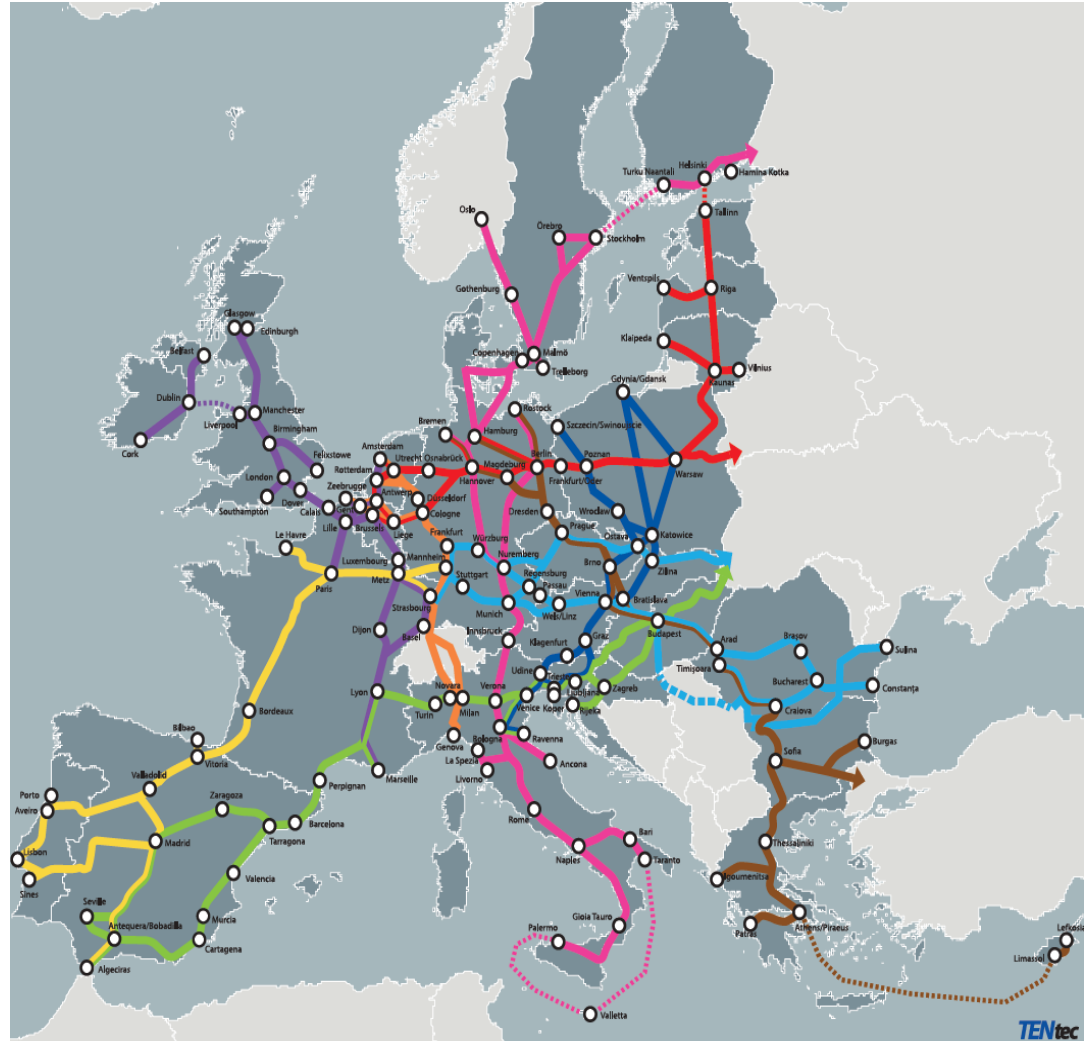 Helsinki
Turku Naantali
Hamina Kotka
Oslo
Örebro
Stockholm
Tallinn
Ventspils
Riga
Gothenburg
Glasgow
Edinburgh
Klaipeda
Belfast
Copenhagen
Malmö
Trelleborg
Kaunas
Vilnius
Gdynia/Gdansk
Dublin
Liverpool
Manchester
Rostock
Szczecin/Swinoujscie
Cork
Birmingham
Bremen
Hamburg
Felixstowe
Amsterdam
Utrecht
Osnabrück
Berlin
Poznan
Warsaw
London
Rotterdam
Hannover
Magdeburg
Frankfurt/Oder
Zeebrugge
Southampton
Dover
Calais
Gent
Antwerp
Düsseldorf
Cologne
Dresden
Wroclaw
Lille
Brussels
Liege
Prague
Katowice
Le Havre
Frankfurt
Würzburg
Ostava
Luxembourg
Mannheim
Nuremberg
Brno
Zilina
Paris
Metz
Stuttgart
Regensburg
Passau
Strasbourg
Munich
Wels/Linz
Vienna
Bratislava
Dijon
Basel
Innsbruck
Klagenfurt
Graz
Budapest
Arad
Braşov
Sulina
Udine
Timişoara
Lyon
Novara
Verona
Trieste
Ljubljana
Zagreb
Bucharest
Constanţa
Turin
Milan
Venice
Koper
Rijeka
Craiova
Bordeaux
Genova
Bologna
Ravenna
Bilbao
Vitoria
La Spezia
Ancona
Sofia
Burgas
Marseille
Livorno
Valladolid
Perpignan
Porto
Aveiro
Zaragoza
Rome
Barcelona
Tarragona
Madrid
Bari
Thessaljniki
Lisbon
Naples
Taranto
Sines
Valencia
Igoumenitsa
Seville
Murcia
Antequera/Bobadilla
Gioia Tauro
Patras
Athens/Piraeus
Cartagena
Palermo
Lefkosia
Limassol
Algeciras
Valletta
TENtec